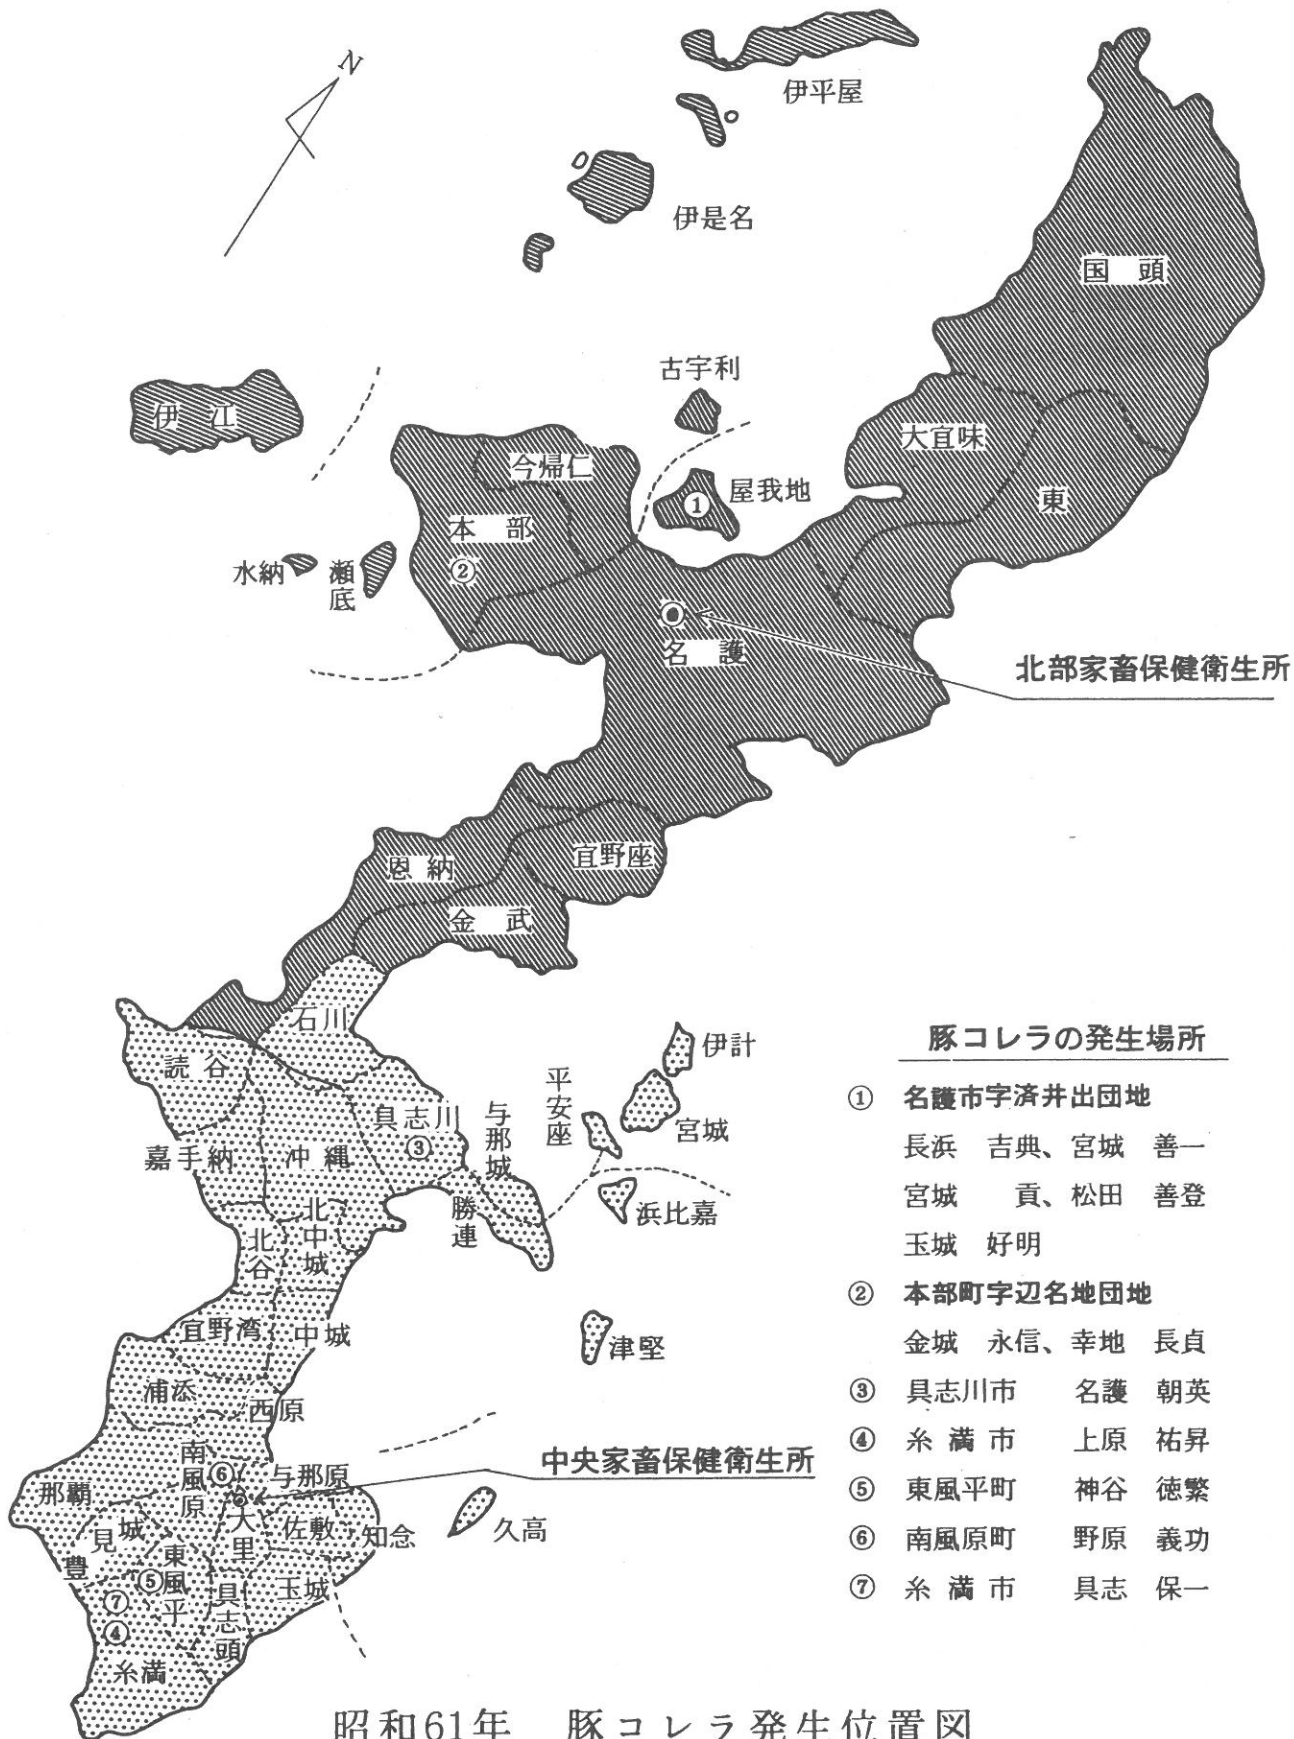 N
伊平屋
伊是名
国頭
古宇利
伊江
大宜味
今帰仁
屋我地
①
東
本部
②
水納
瀬底
名護
北部家畜保健衛生所
宜野座
恩納
金武
石川
伊計
読谷
平安座
宮城
具志川
③
与那城
嘉手納
沖縄
勝連
浜比嘉
北中城
北谷
宜野湾
中城
津堅
浦添
西原
南風原
⑥
与那原
中央家畜保健衛生所
那覇
大里
佐敷
知念
久高
豊見城
東風平
⑤
玉城
具志頭
⑦
④
糸満
豚コレラの発生場所
① 名護市字済井出団地
長浜 吉典、宮城 善一
宮城 貢、松田 善登
玉城 好明
② 本部町字辺名地団地
金城 永信、幸地 長貞
③ 具志川市 名護 朝英
④ 糸満市 上原 祐昇
⑤ 東風平町 神谷 徳繁
⑥ 南風原町 野原 義功
⑦ 糸満市 具志 保一
昭和61年 豚コレラ発生位置図